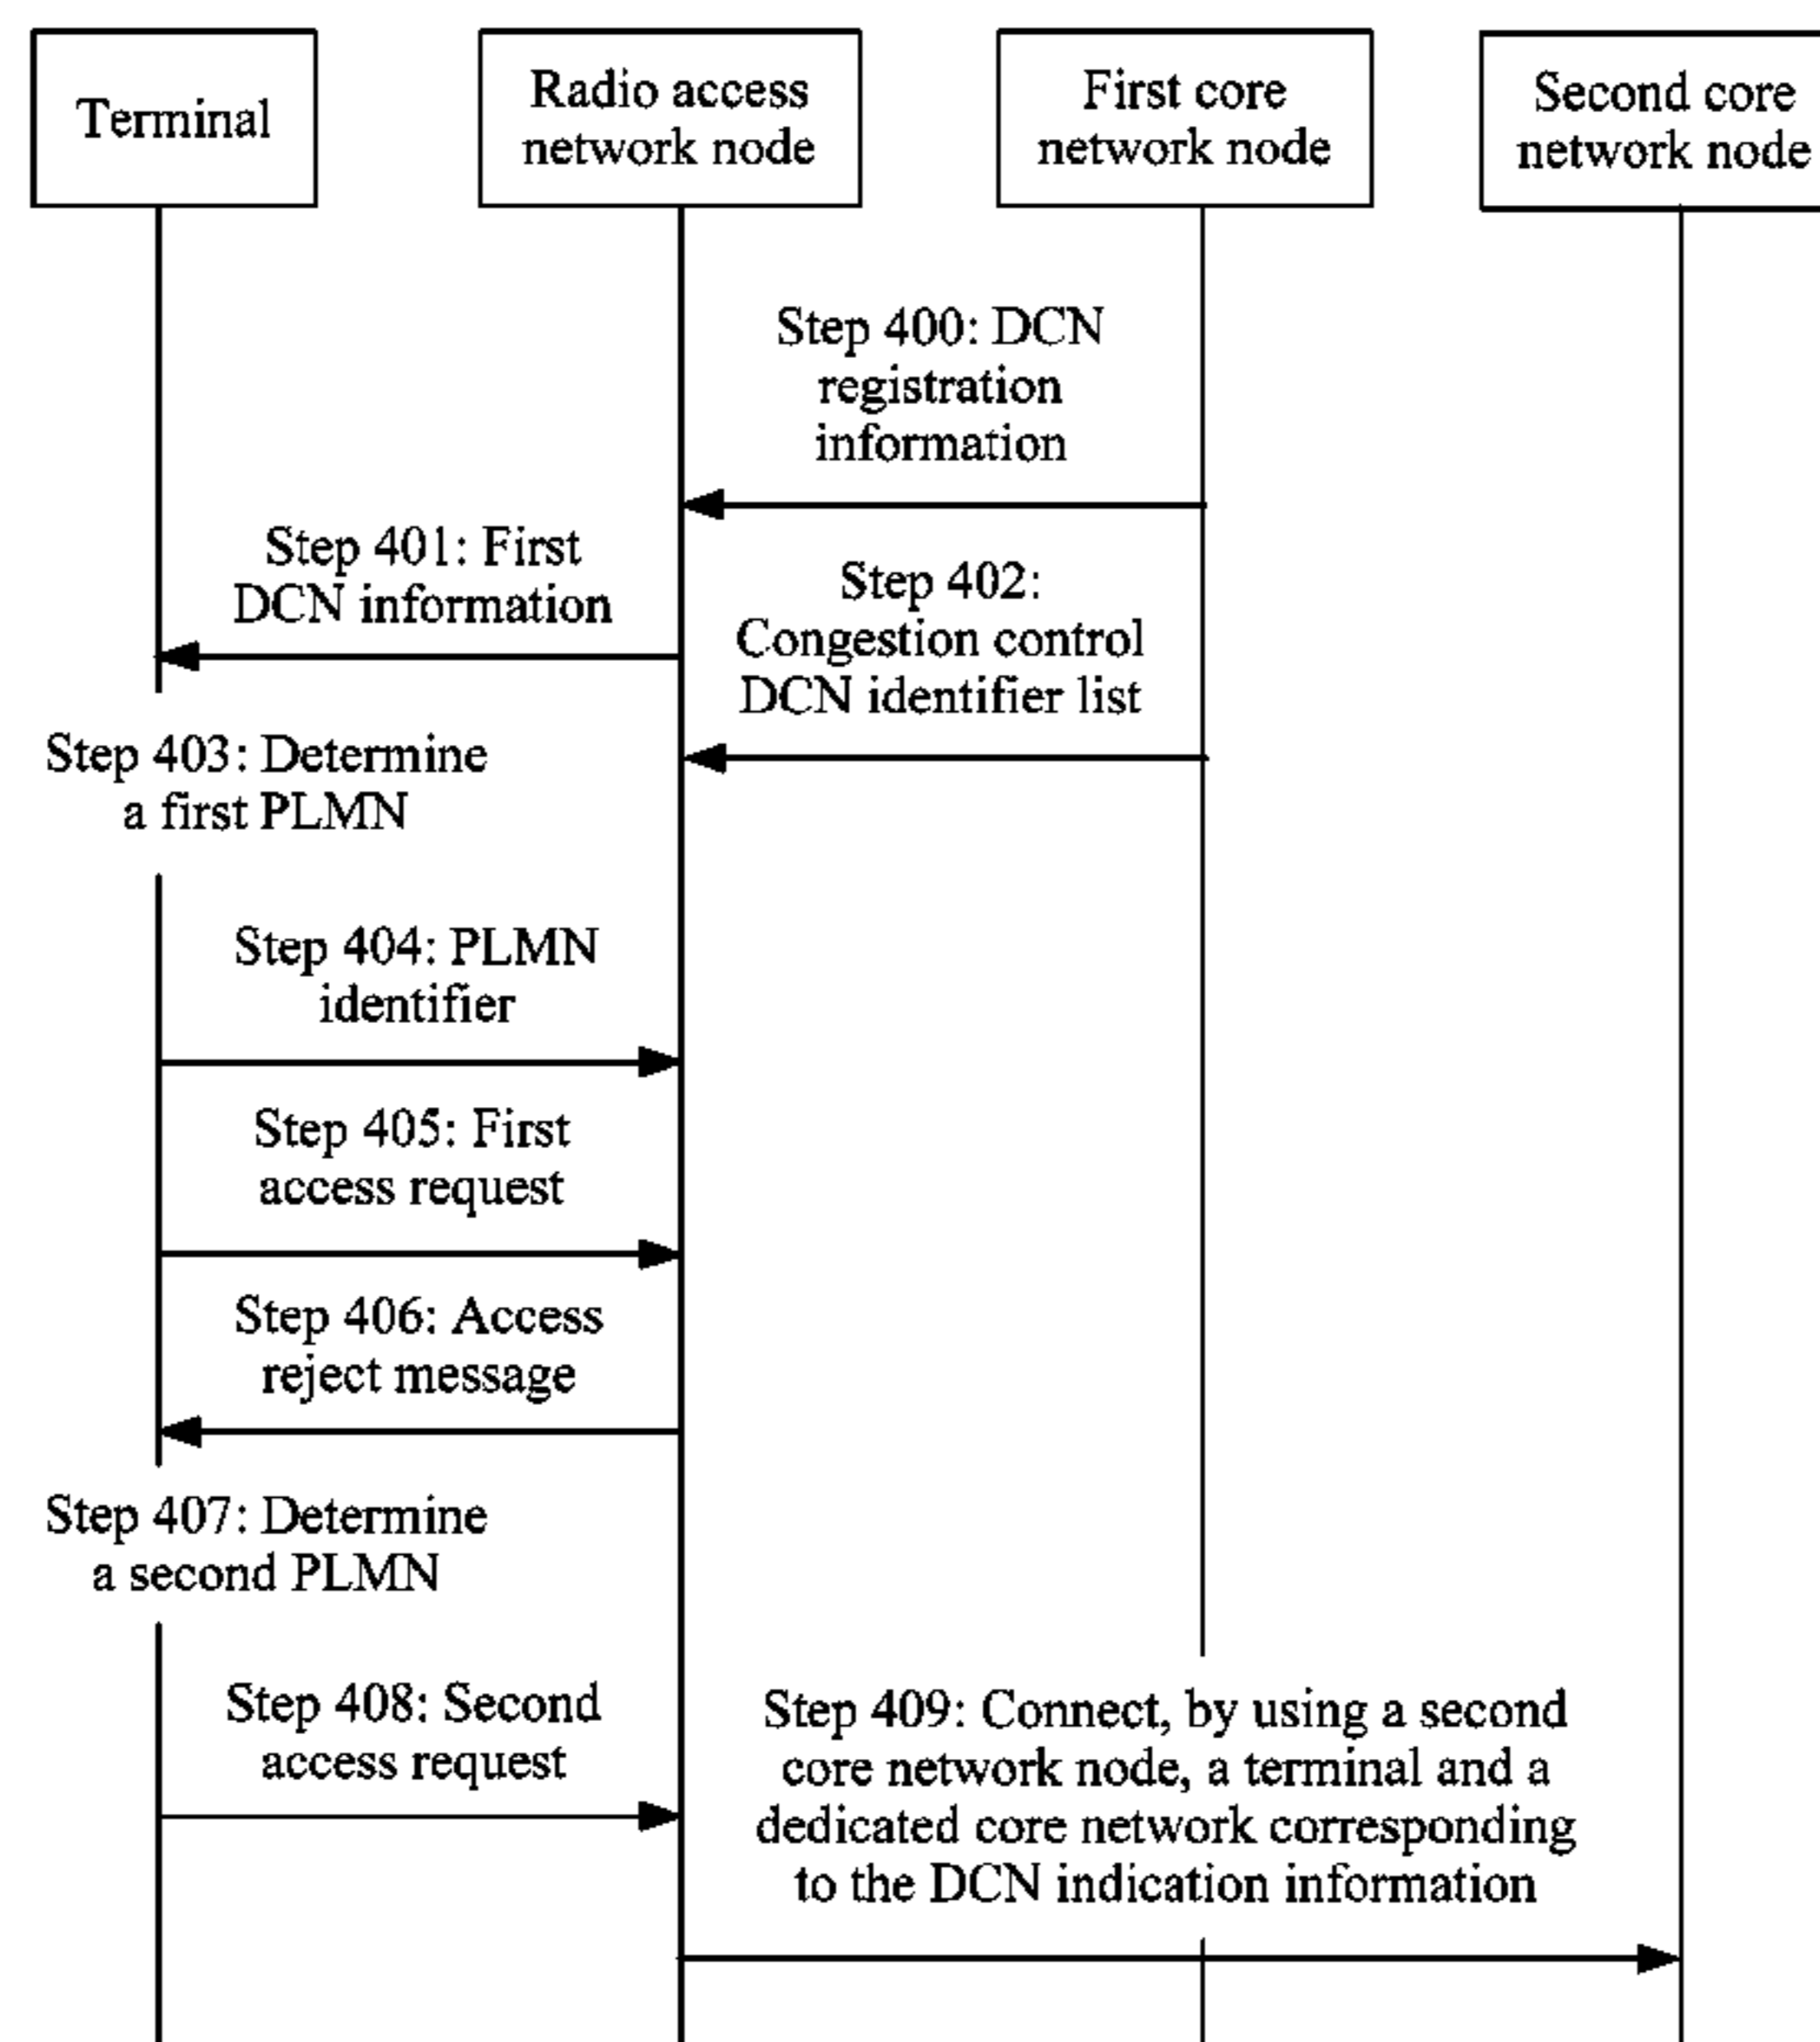 Terminal
Radio access
network node
First core
network node
Second core
network node
Step 400: DCN
registration
information
Step 401: First
DCN information
Step 402:
Congestion control
DCN identifier list
Step 403: Determine
a first PLMN
Step 404: PLMN
identifier
Step 405: First
access request
Step 406: Access
reject message
Step 407: Determine
a second PLMN
Step 408: Second
access request
Step 409: Connect, by using a second
core network node, a terminal and a
dedicated core network corresponding
to the DCN indication information